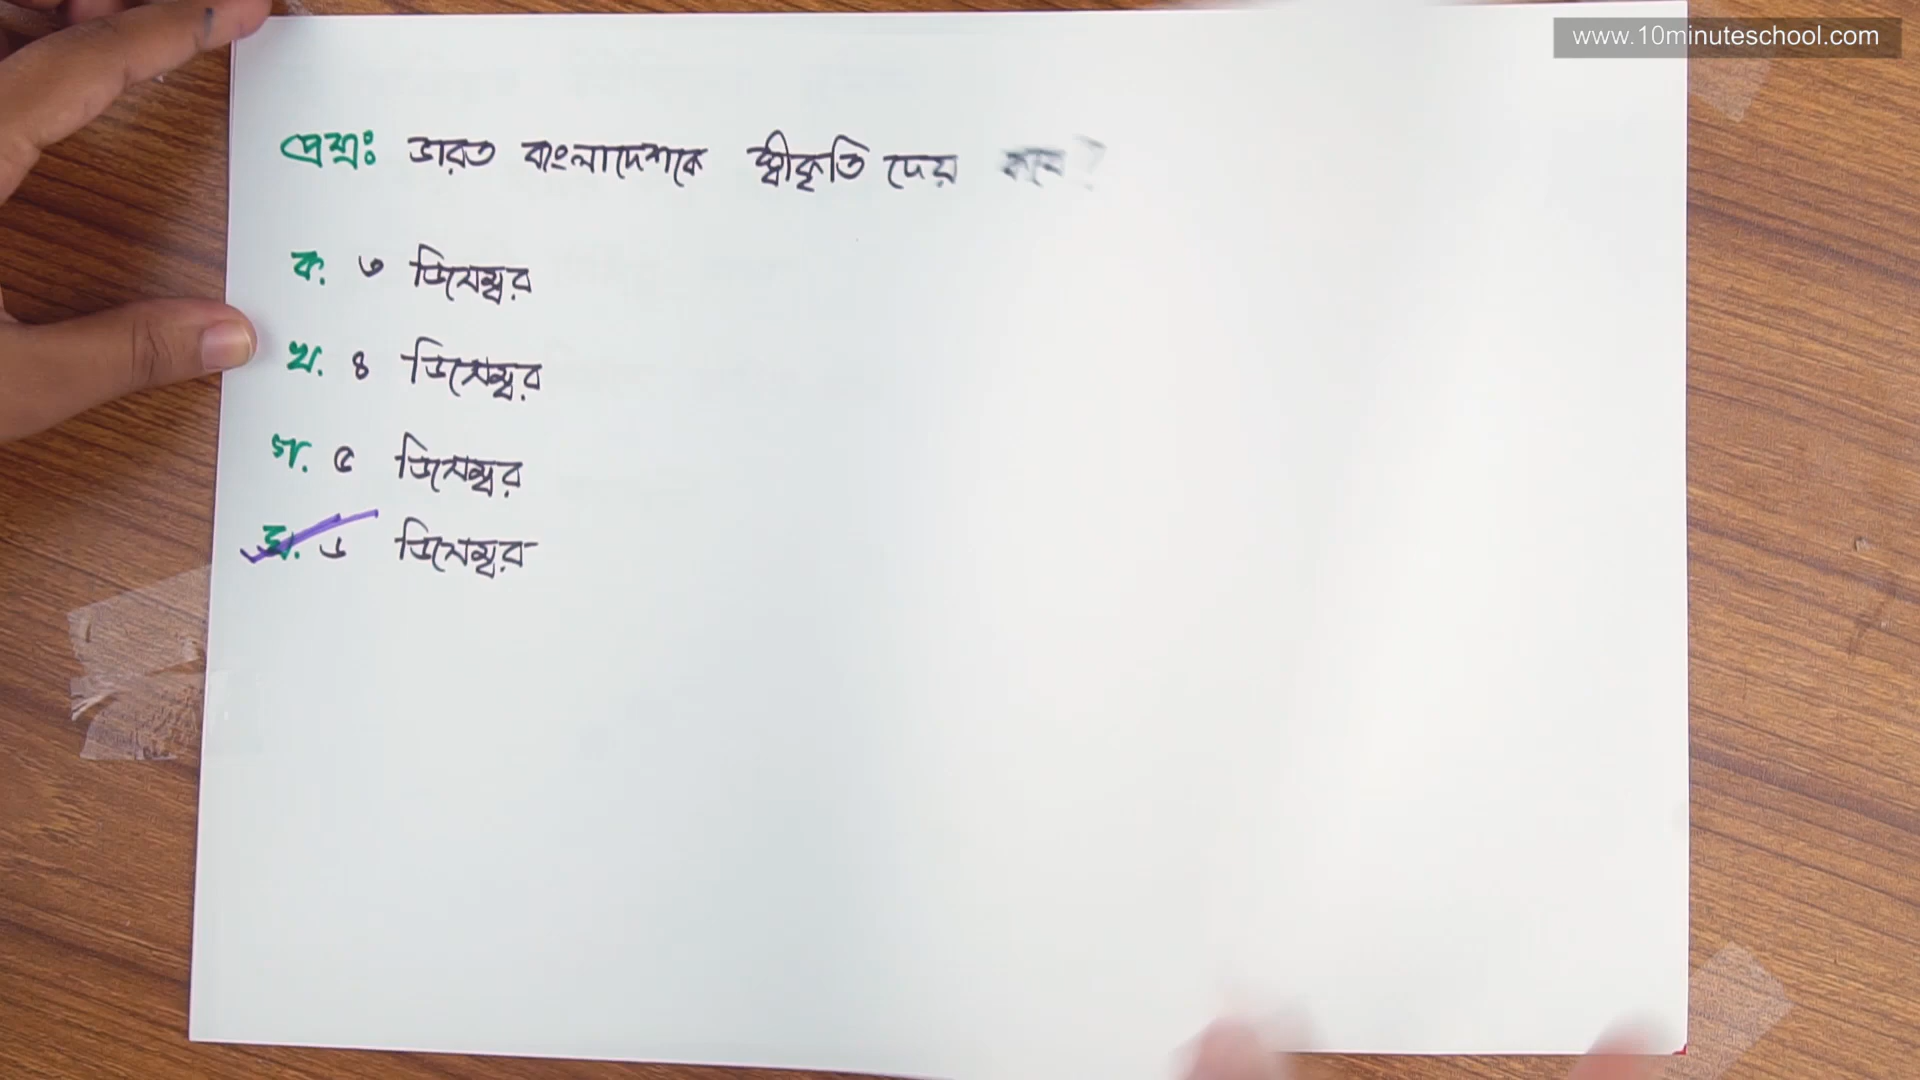 www.10minuteschool.com
প্রশ্নঃ ভারত বাংলাদেশকে স্বীকৃতি দেয় কবে?
ক. ৩ ডিসেম্বর
খ. ৪ ডিসেম্বর
গ. ৫ ডিসেম্বর
ঘ. ৬ ডিসেম্বর